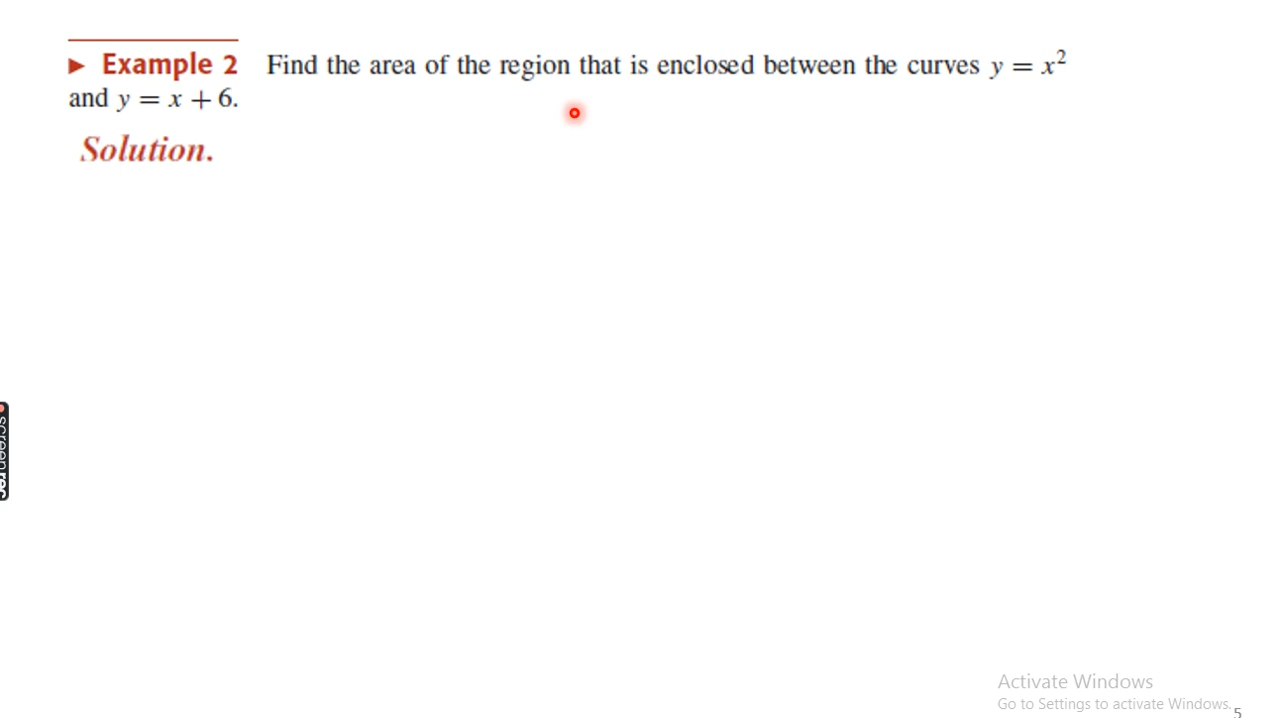 ► Example 2 Find the area of the region that is enclosed between the curves y = x²
and y = x + 6.
Solution.
screenrec
Activate Windows
Go to Settings to activate Windows.
5